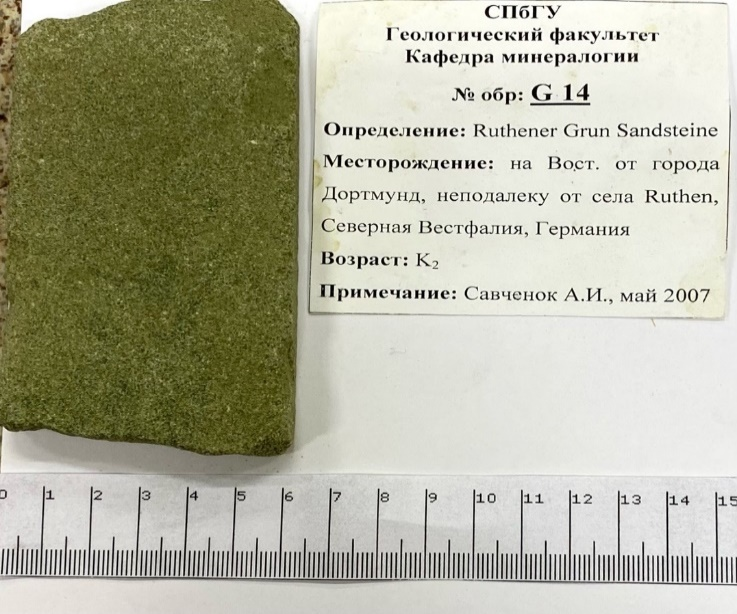 СПбГУ
Геологический факультет
Кафедра минералогии
№ обр: G 14
Определение: Ruthener Grun Sandsteine
Месторождение: на Вост. от города
Дортмунд, неподалеку от села Ruthen,
Северная Вестфалия, Германия
Возраст: K₂
Примечание: Савченок А.И., май 2007
0 1 2 3 4 5 6 7 8 9 10 11 12 13 14 15